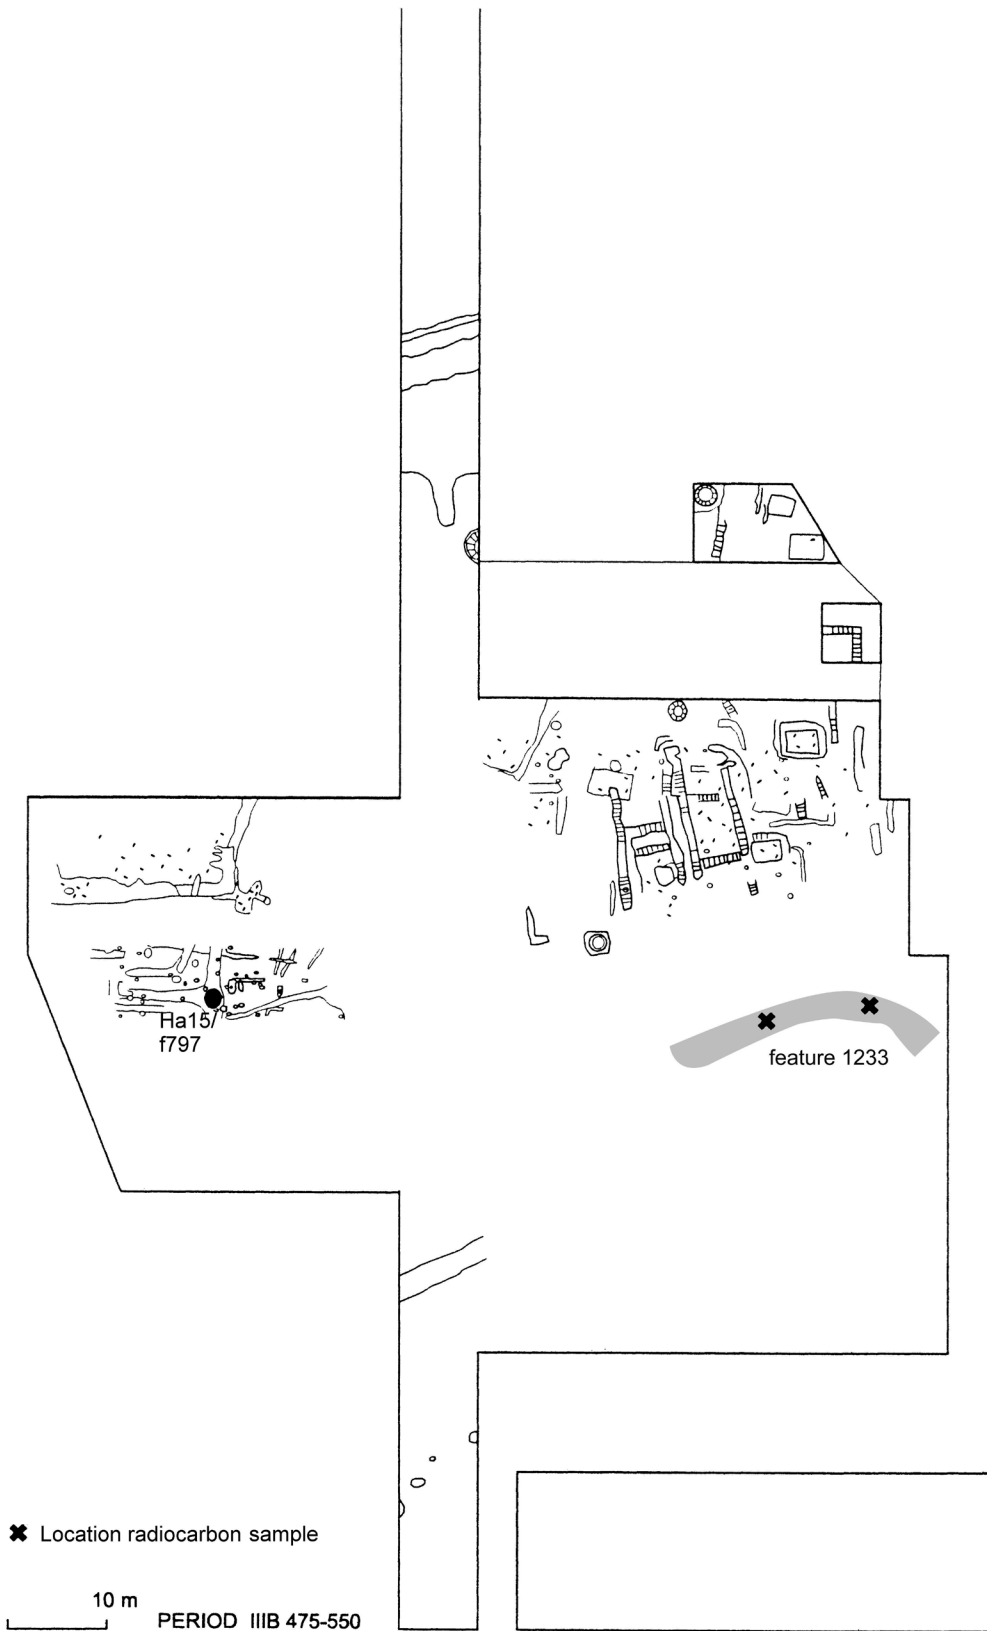 Ha15/
f797
feature 1233
✖ Location radiocarbon sample
10 m
PERIOD IIIB 475-550